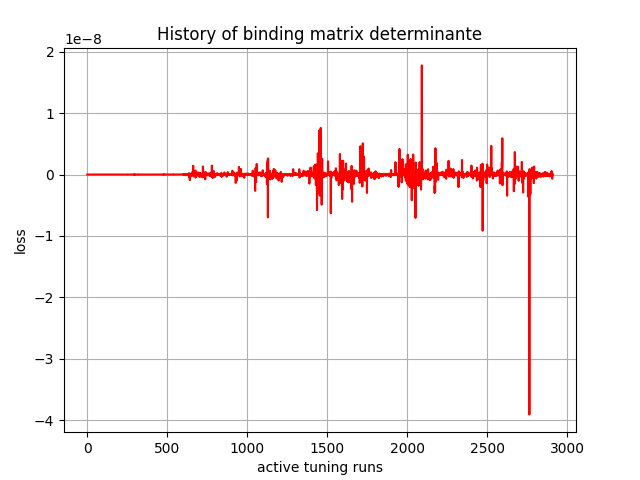 History of binding matrix determinante
1e−8
2
1
0
−1
−2
−3
−4
loss
0 500 1000 1500 2000 2500 3000
active tuning runs